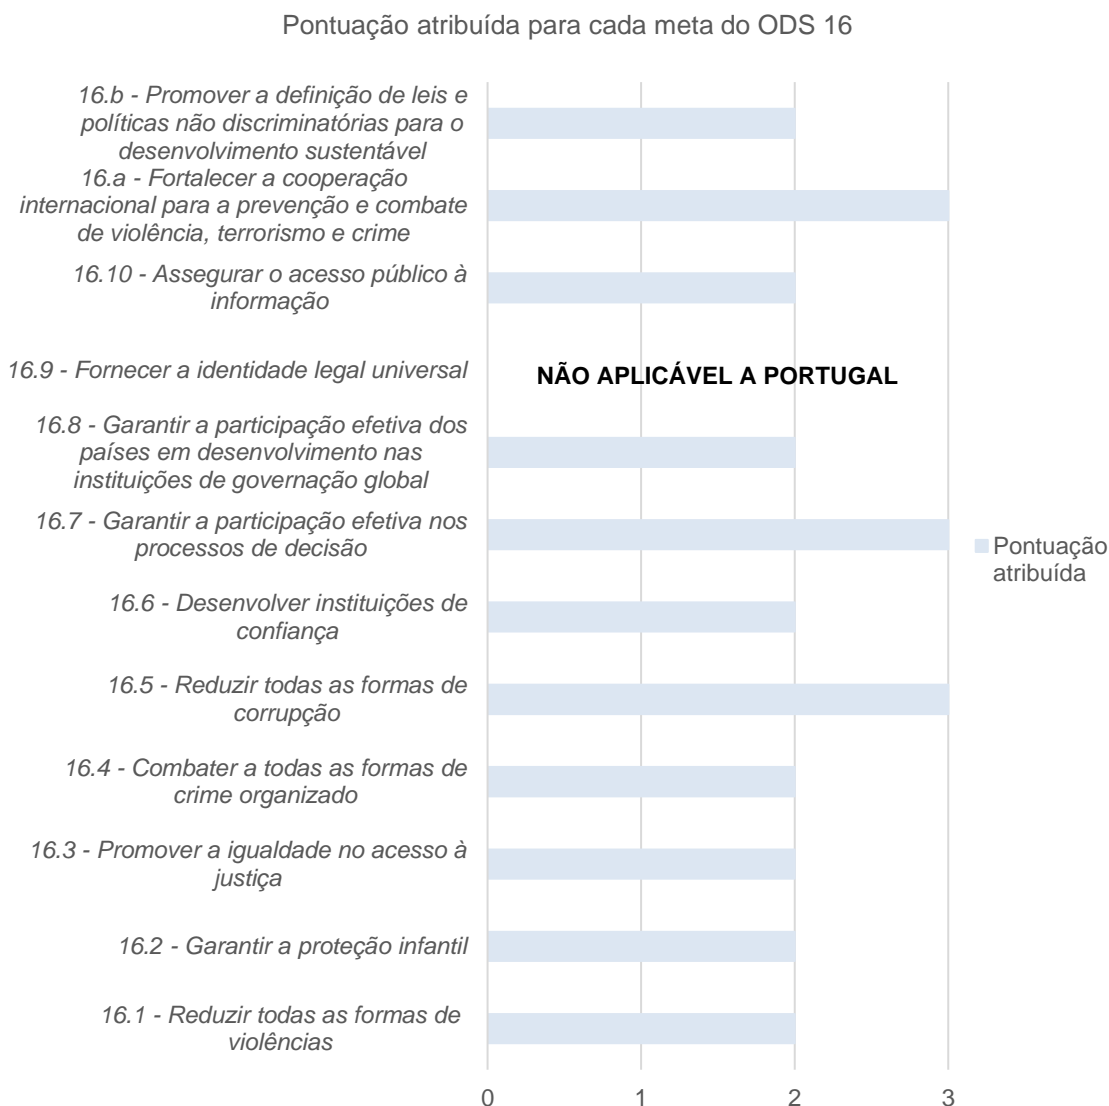 Pontuação atribuída para cada meta do ODS 16
16.b - Promover a definição de leis e
políticas não discriminatórias para o
desenvolvimento sustentável
16.a - Fortalecer a cooperação
internacional para a prevenção e combate
de violência, terrorismo e crime
16.10 - Assegurar o acesso público à
informação
16.9 - Fornecer a identidade legal universal
NÃO APLICÁVEL A PORTUGAL
16.8 - Garantir a participação efetiva dos
países em desenvolvimento nas
instituições de governação global
16.7 - Garantir a participação efetiva nos
processos de decisão
16.6 - Desenvolver instituições de
confiança
16.5 - Reduzir todas as formas de
corrupção
16.4 - Combater a todas as formas de
crime organizado
16.3 - Promover a igualdade no acesso à
justiça
16.2 - Garantir a proteção infantil
16.1 - Reduzir todas as formas de
violências
0 1 2 3
Pontuação
atribuída